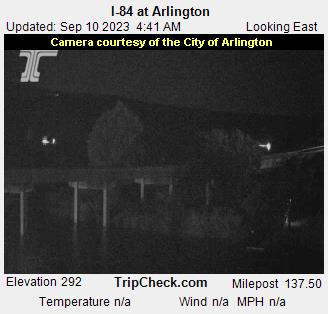 I-84 at Arlington
Updated: Sep 10 2023 4:41 AM Looking East
Camera courtesy of the City of Arlington
Elevation 292 TripCheck.com Milepost 137.50
Temperature n/a Wind n/a MPH n/a